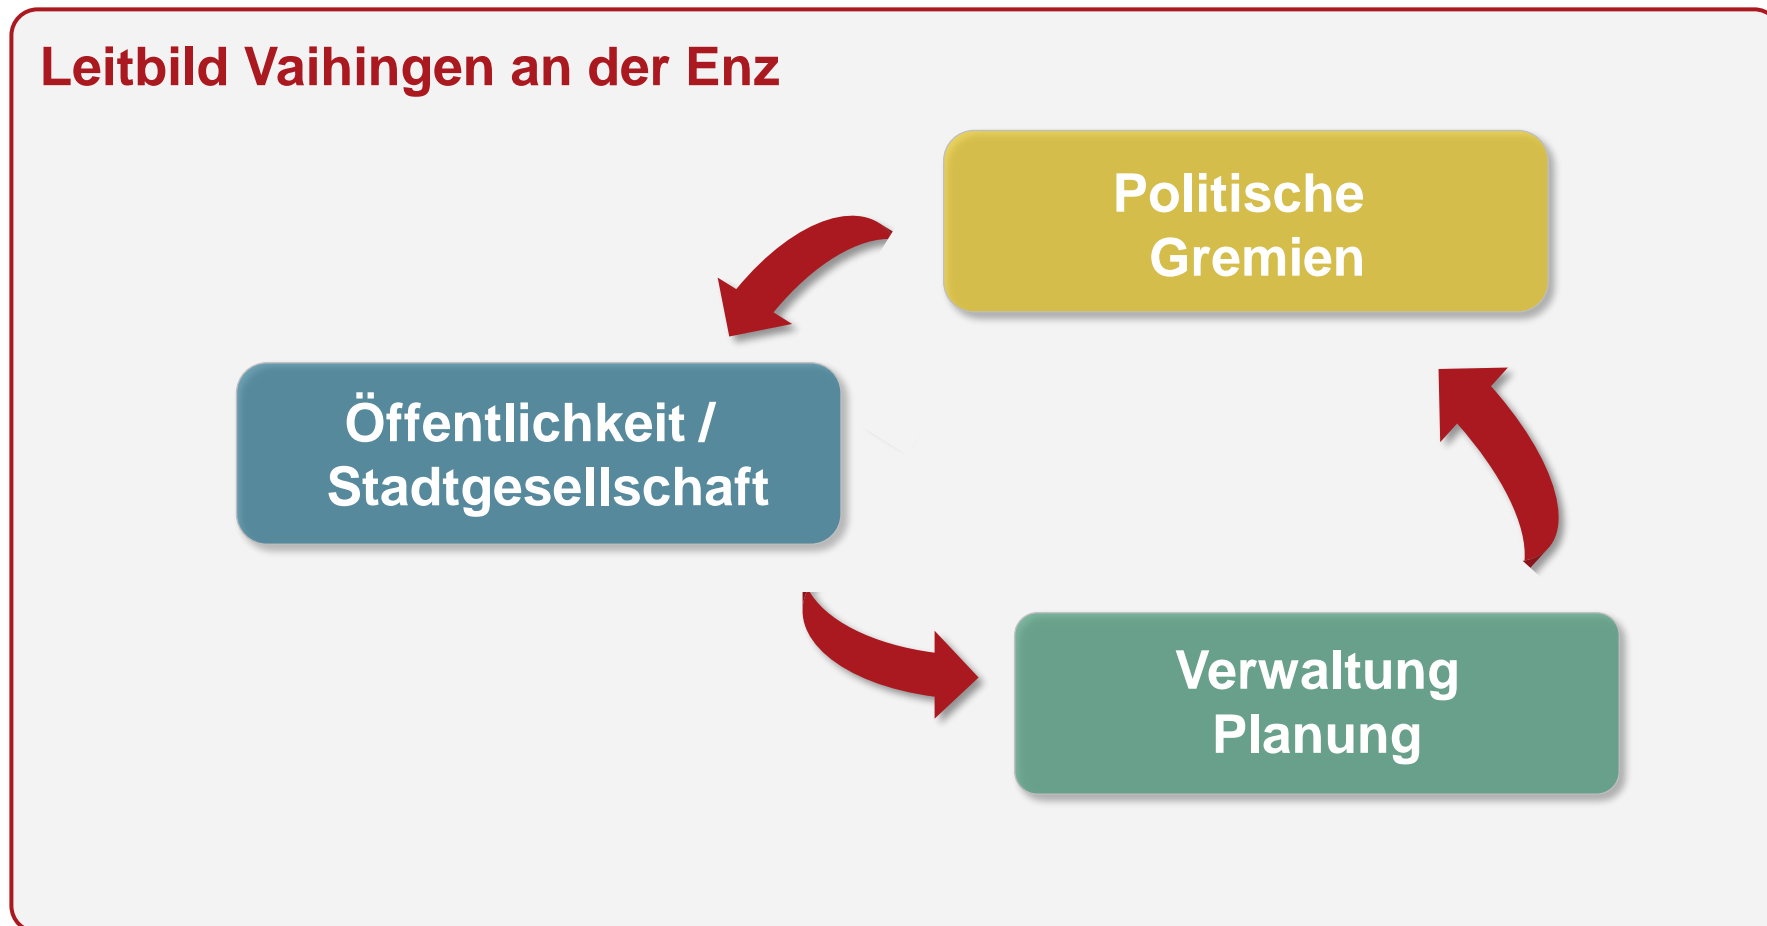 Leitbild Vaihingen an der Enz
Politische
Gremien
Öffentlichkeit /
Stadtgesellschaft
Verwaltung
Planung